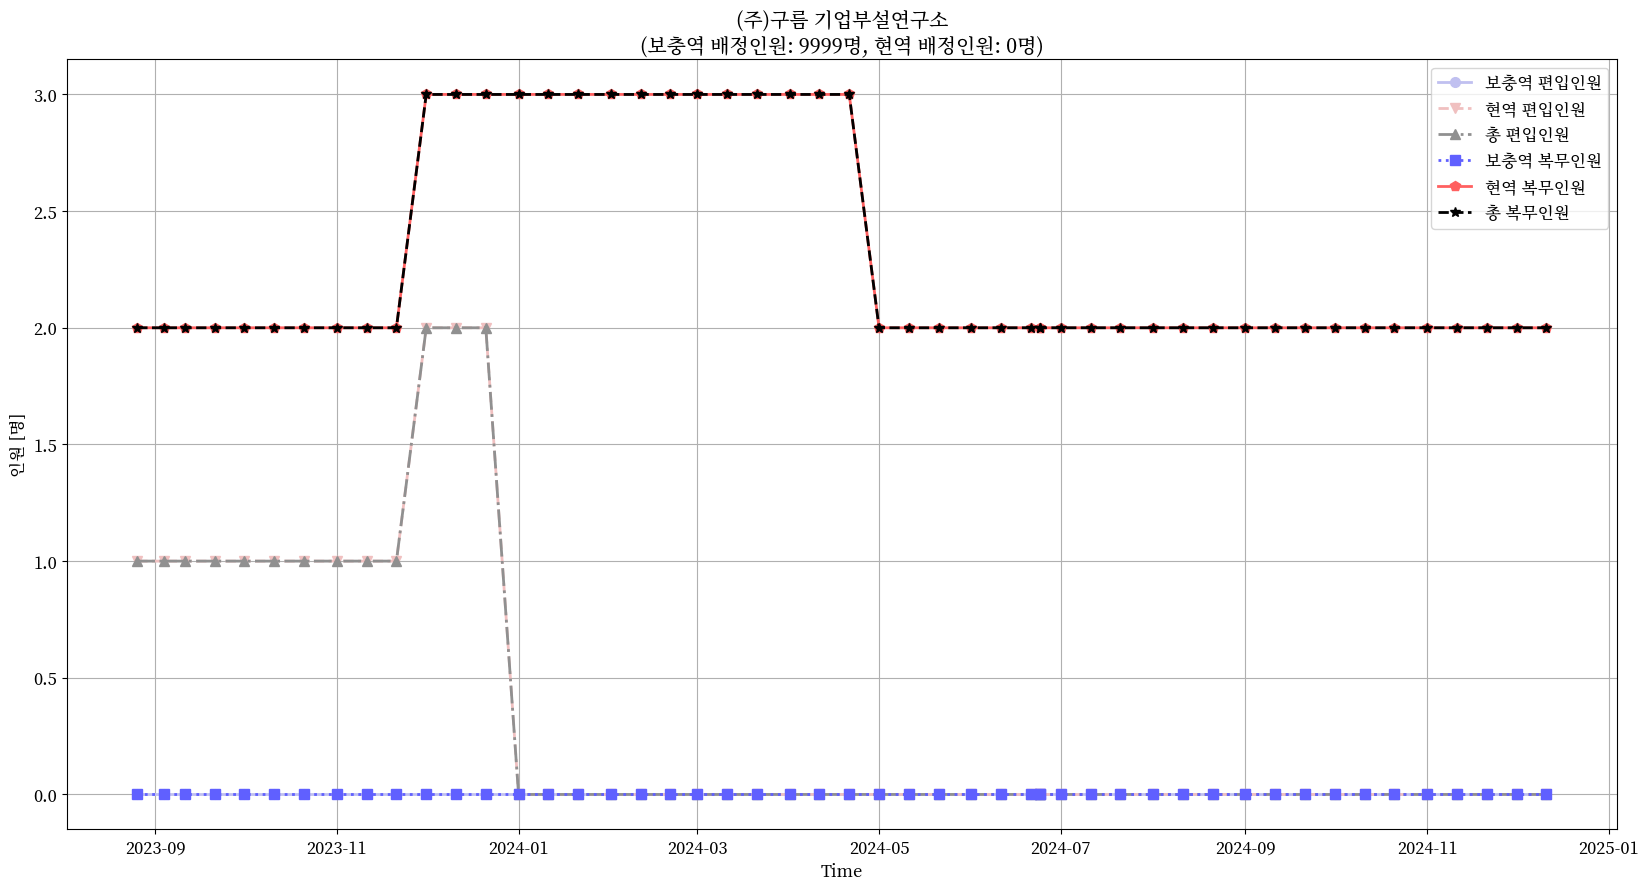 (주)구름 기업부설연구소
(보충역 배정인원: 9999명, 현역 배정인원: 0명)
보충역 편입인원
현역 편입인원
총 편입인원
보충역 복무인원
현역 복무인원
총 복무인원
인원 [명]
3.0
2.5
2.0
1.5
1.0
0.5
0.0
2023-09 2023-11 2024-01 2024-03 2024-05 2024-07 2024-09 2024-11 2025-01
Time